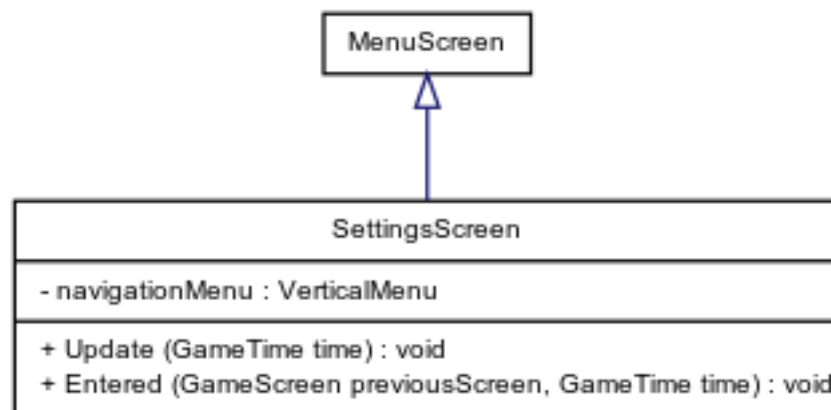 MenuScreen
SettingsScreen
- navigationMenu : VerticalMenu
+ Update (GameTime time) : void
+ Entered (GameScreen previousScreen, GameTime time) : void